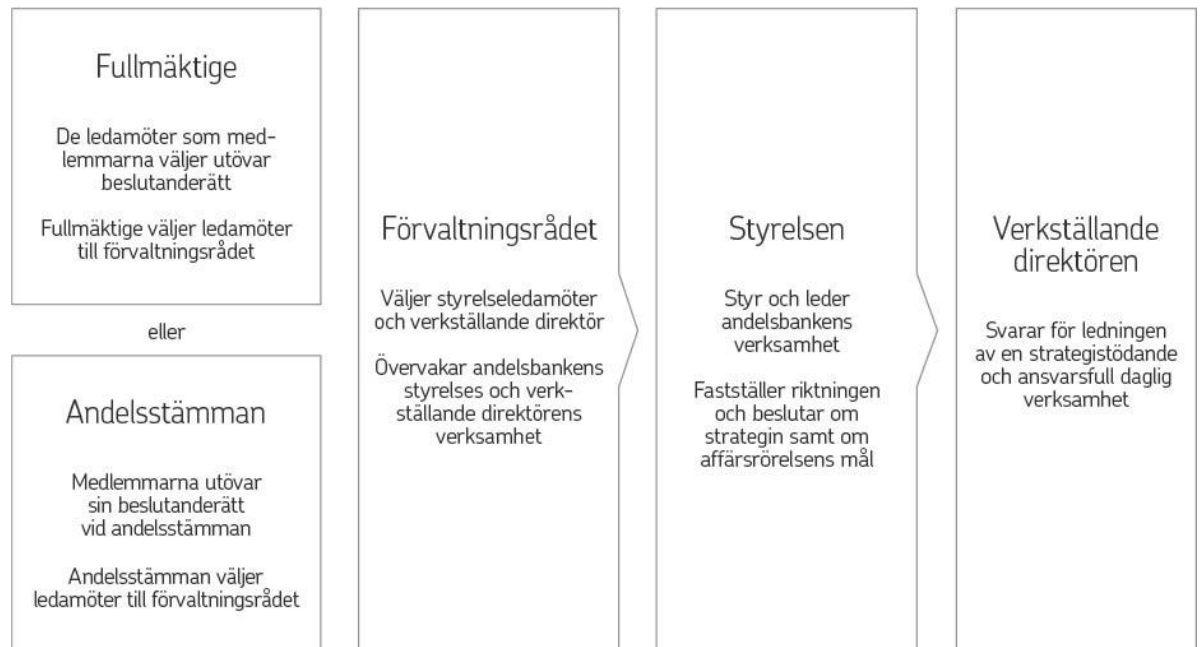 Fullmäktige
De ledamöter som med-
lemmarna väljer utövar
beslutanderätt
Fullmäktige väljer ledamöter
till förvaltningsrådet
eller
Andelsstämman
Medlemmarna utövar
sin beslutanderätt
vid andelsstämman
Andelsstämman väljer
ledamöter till förvaltningsrådet
Förvaltningsrådet
Väljer styrelseledamöter
och verkställande direktör
Övervakar andelsbankens
styrelses och verk-
ställande direktörens
verksamhet
Styrelsen
Styr och leder
andelsbankens
verksamhet
Fastställer riktningen
och beslutar om
strategin samt om
affärsrörelsens mål
Verkställande
direktören
Svarar för ledningen
av en strategistödande
och ansvarsfull daglig
verksamhet